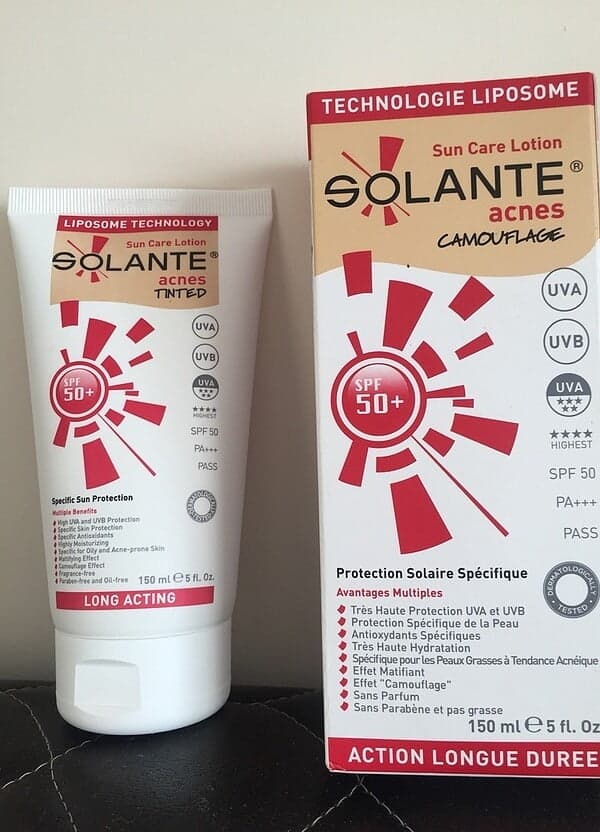 LIPOSOME TECHNOLOGY
Sun Care Lotion
SOLANTE®
acnes
TINTED
UVA
UVB
UVA
HIGHEST
SPF 50
PA+++
PASS
SPF
50+
DERMATOLOGICALLY
Specific Sun Protection
Multiple Benefits
High UVA and UVB Protection
Specific Skin Protection
Specific Antioxidants
Highly Moisturizing
Specific for Oily and Acne-prone Skin
Mattifying Effect
Camouflage Effect
Fragrance-free
Paraben-free and Oil-free
150 ml e 5 fl. Oz.
LONG ACTING
TECHNOLOGIE LIPOSOME
Sun Care Lotion
SOLANTE®
acnes
CAMOUFLAGE
UVA
UVB
UVA
HIGHEST
SPF 50
PA+++
PASS
SPF
50+
DERMATOLOGICALLY TESTED
Protection Solaire Spécifique
Avantages Multiples
Très Haute Protection UVA et UVB
Protection Spécifique de la Peau
Antioxydants Spécifiques
Très Haute Hydratation
Spécifique pour les Peaux Grasses à Tendance Acnéique
Effet Matifiant
Effet "Camouflage"
Sans Parfum
Sans Parabène et pas grasse
150 ml e 5 fl. Oz
ACTION LONGUE DUREE